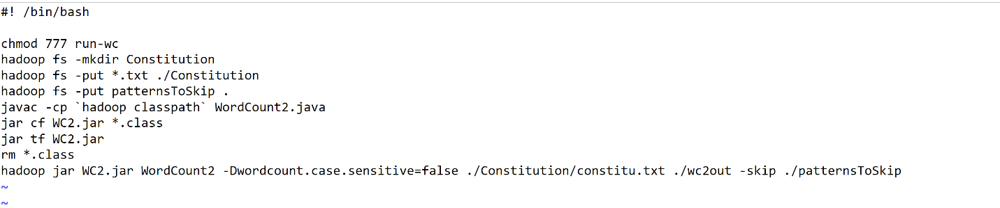 #! /bin/bash

chmod 777 run-wc
hadoop fs -mkdir Constitution
hadoop fs -put *.txt ./Constitution
hadoop fs -put patternsToSkip .
javac -cp `hadoop classpath` WordCount2.java
jar cf WC2.jar *.class
jar tf WC2.jar
rm *.class
hadoop jar WC2.jar WordCount2 -Dwordcount.case.sensitive=false ./Constitution/constitu.txt ./wc2out -skip ./patternsToSkip
~
~